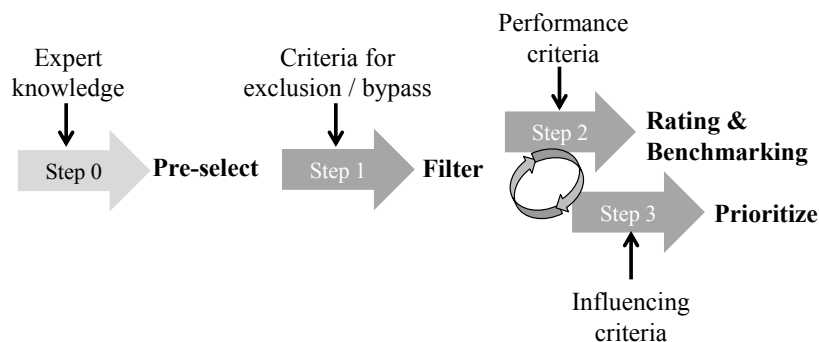 Expert
knowledge
Step 0
Pre-select
Criteria for
exclusion / bypass
Step 1
Filter
Performance
criteria
Step 2
Rating &
Benchmarking
Step 3
Prioritize
Influencing
criteria